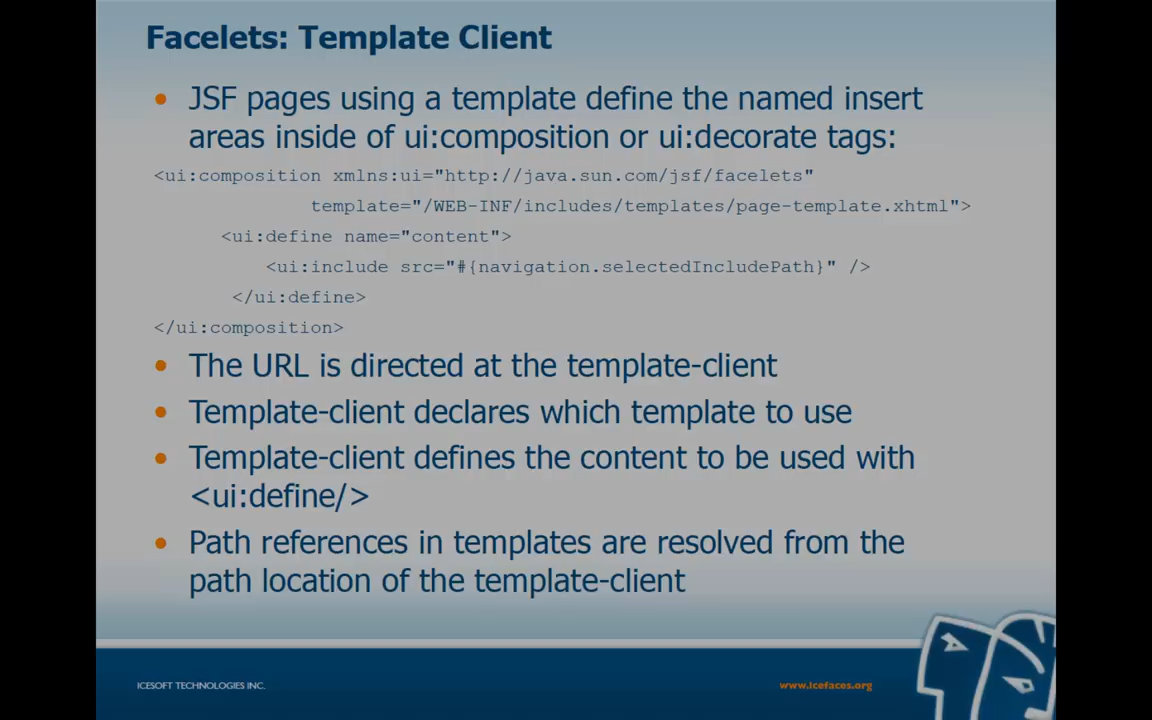 Facelets: Template Client
• JSF pages using a template define the named insert
areas inside of ui:composition or ui:decorate tags:
<ui:composition xmlns:ui="http://java.sun.com/jsf/facelets"
template="/WEB-INF/includes/templates/page-template.xhtml">
<ui:define name="content">
<ui:include src="#{navigation.selectedIncludePath}" />
</ui:define>
</ui:composition>
• The URL is directed at the template-client
• Template-client declares which template to use
• Template-client defines the content to be used with
<ui:define/>
• Path references in templates are resolved from the
path location of the template-client
ICESOFT TECHNOLOGIES INC.
www.icefaces.org